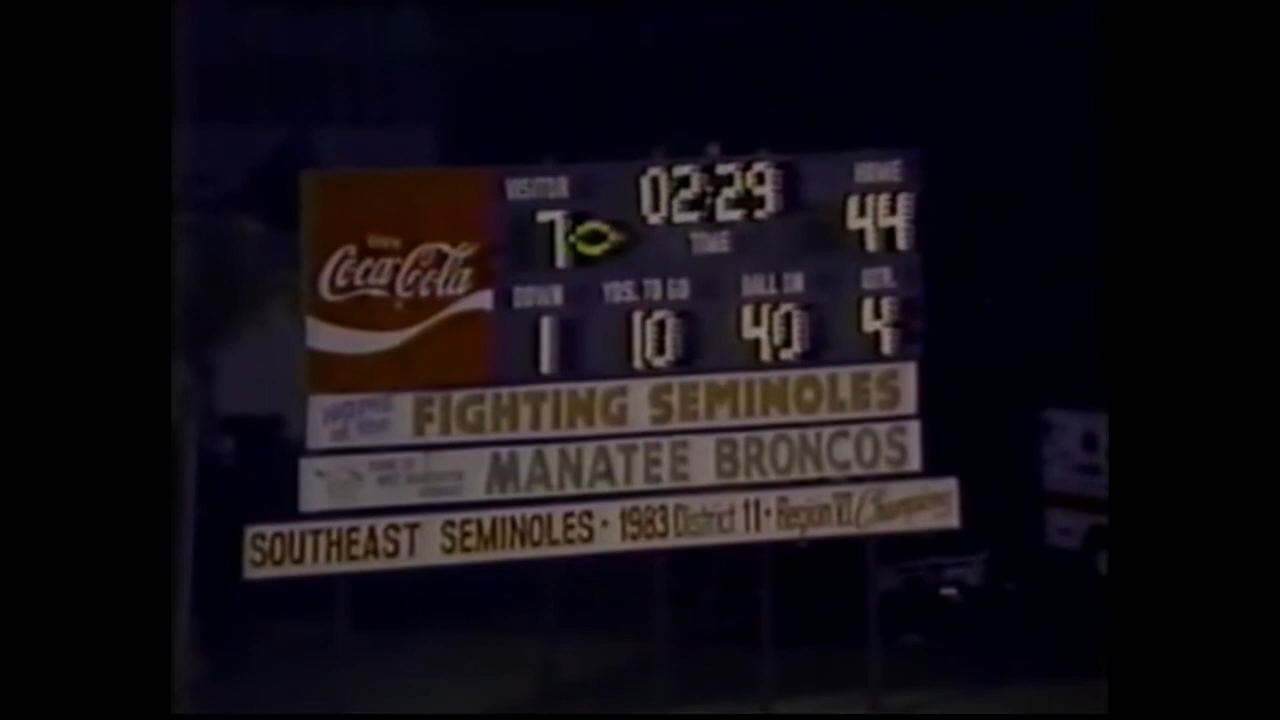 VISITOR 02:29 HOME
7 TIME 44
Enjoy
Coca-Cola
DOWN YDS. TO GO BALL ON QTR.
1 10 40 4
HOME of the FIGHTING SEMINOLES
MANATEE BRONCOS
SOUTHEAST SEMINOLES · 1983 District 11 · Region VI Champions